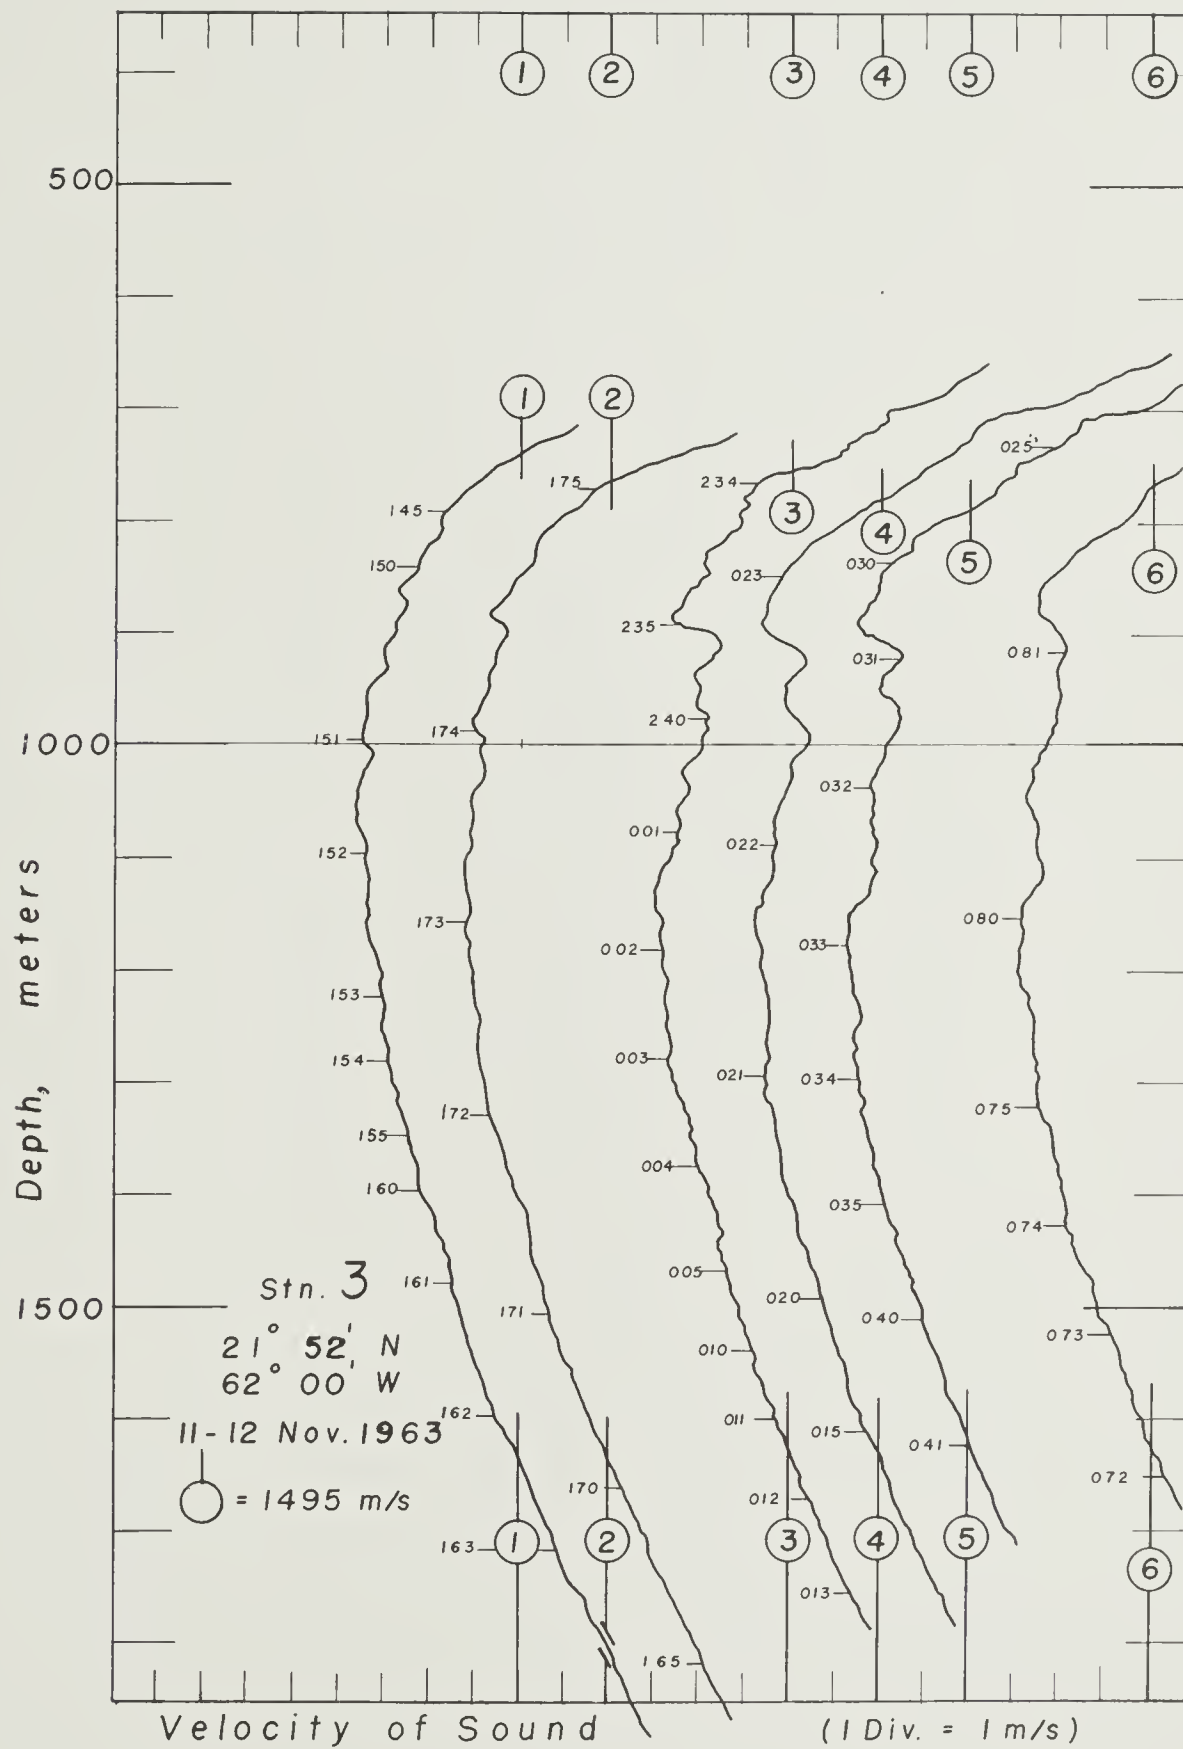 1 2 3 4 5 6
500
1 2
025
175 234 3
145 4
150 023 030 5 6
235 031 081
240
174
1000 151
032
001 022
152
173 080
002 033
153
154 003
021 034 075
172
155
004
160 035 074
005
161
Stn. 3
020
1500 171 040 073
21° 52' N
010
62° 00' W
162 011 015
11-12 Nov. 1963
041
072
170 012
= 1495 m/s
163 1 2 3 4 5 6
013
165
Depth, meters
Velocity of Sound (1 Div. = 1 m/s)